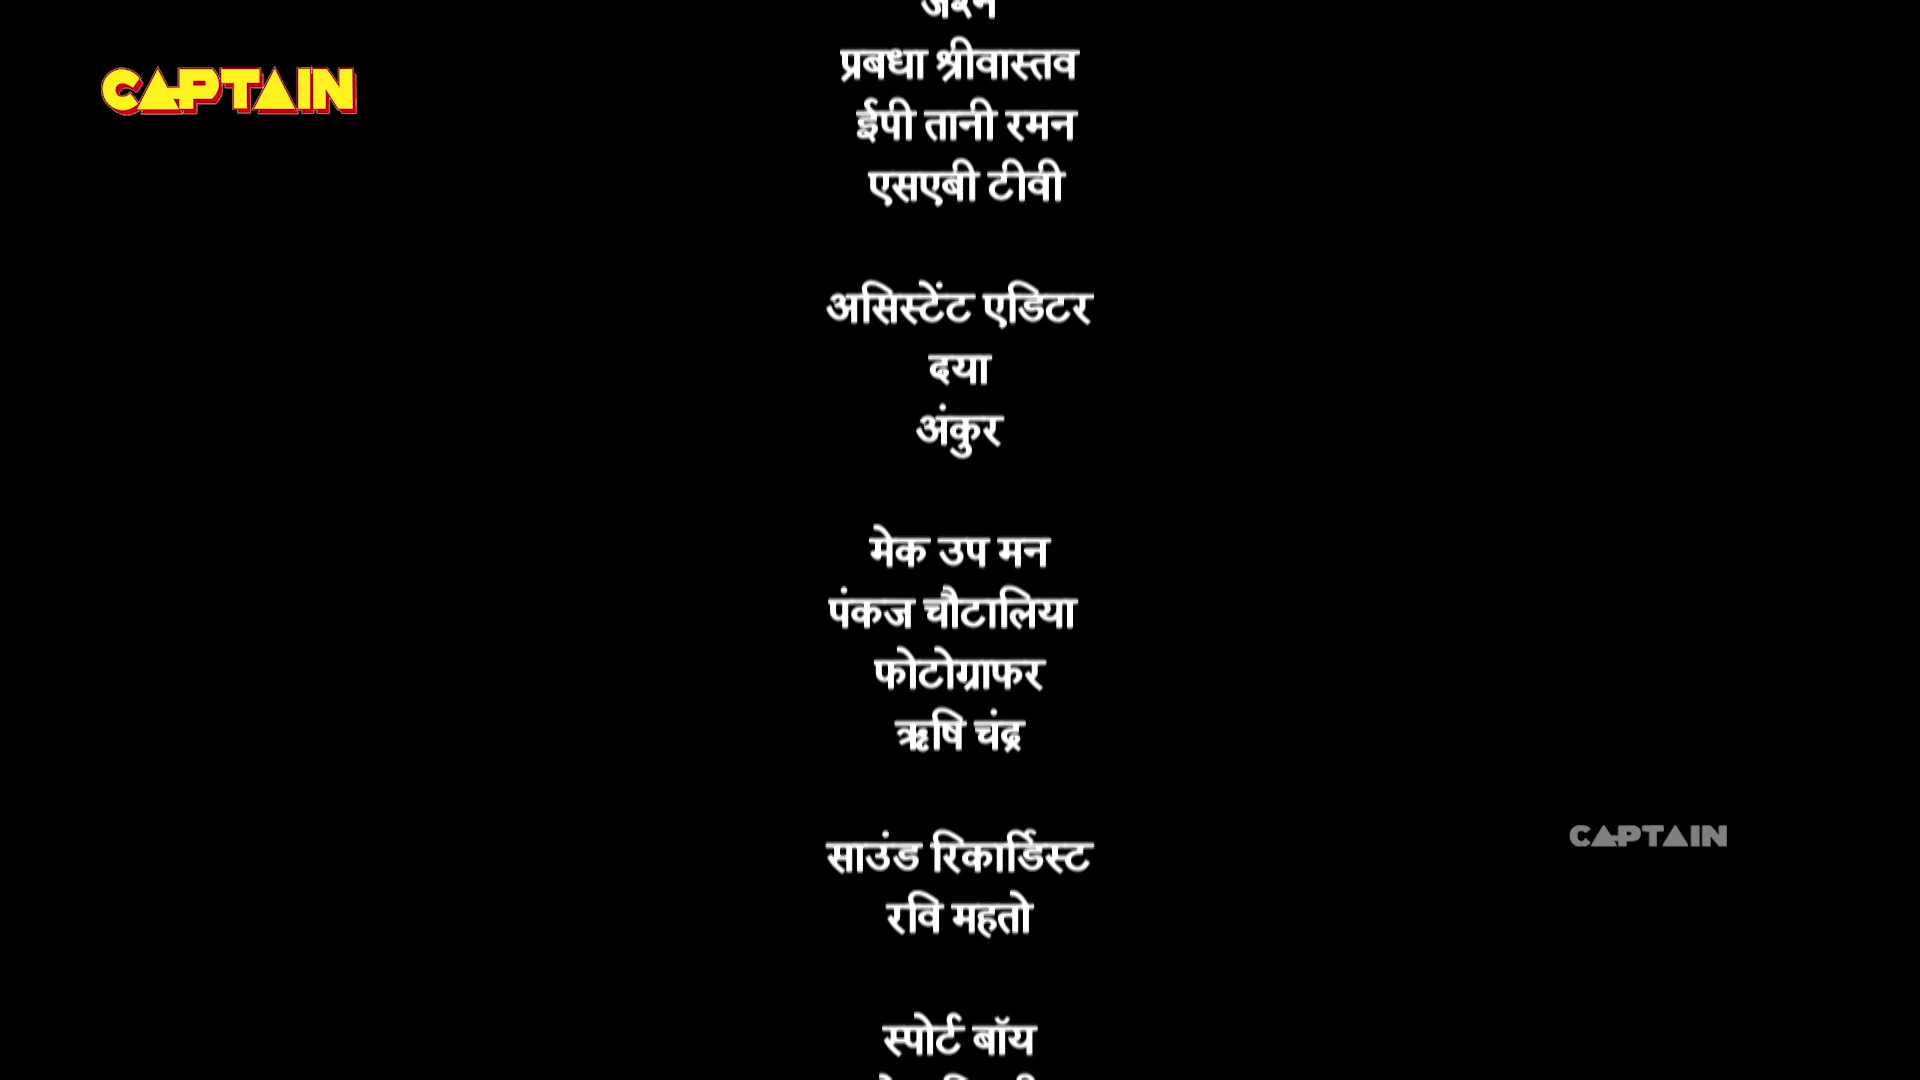 CAPTAIN
प्रबधा श्रीवास्तव
ईपी तानी रमन
एसएबी टीवी
असिस्टेंट एडिटर
दया
अंकुर
मेक उप मन
पंकज चौटालिया
फोटोग्राफर
ऋषि चंद्र
CAPTAIN
साउंड रिकार्डिस्ट
रवि महतो
स्पोर्ट बॉय